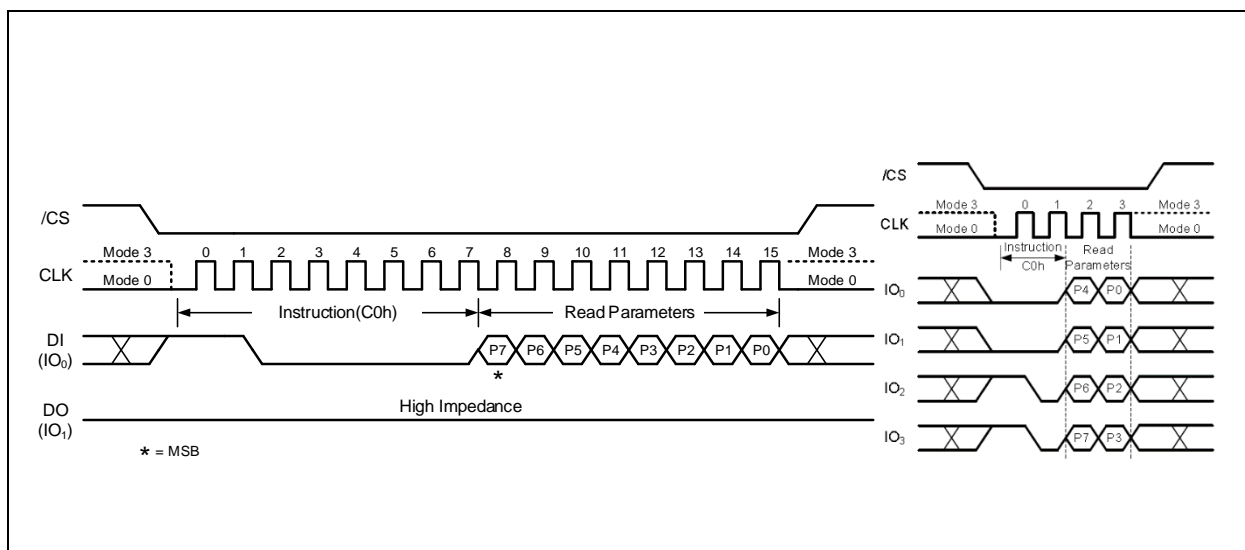 /CS
Mode 3 0 1 2 3 4 5 6 7 8 9 10 11 12 13 14 15 Mode 3
CLK
Mode 0 Mode 0
Instruction(C0h) Read Parameters
DI
(IO₀)
P7 P6 P5 P4 P3 P2 P1 P0
*
High Impedance
DO
(IO₁)
* = MSB
/CS
Mode 3 0 1 2 3 Mode 3
CLK
Mode 0 Mode 0
Instruction
C0h
Read
Parameters
IO₀ P4 P0
IO₁ P5 P1
IO₂ P6 P2
IO₃ P7 P3